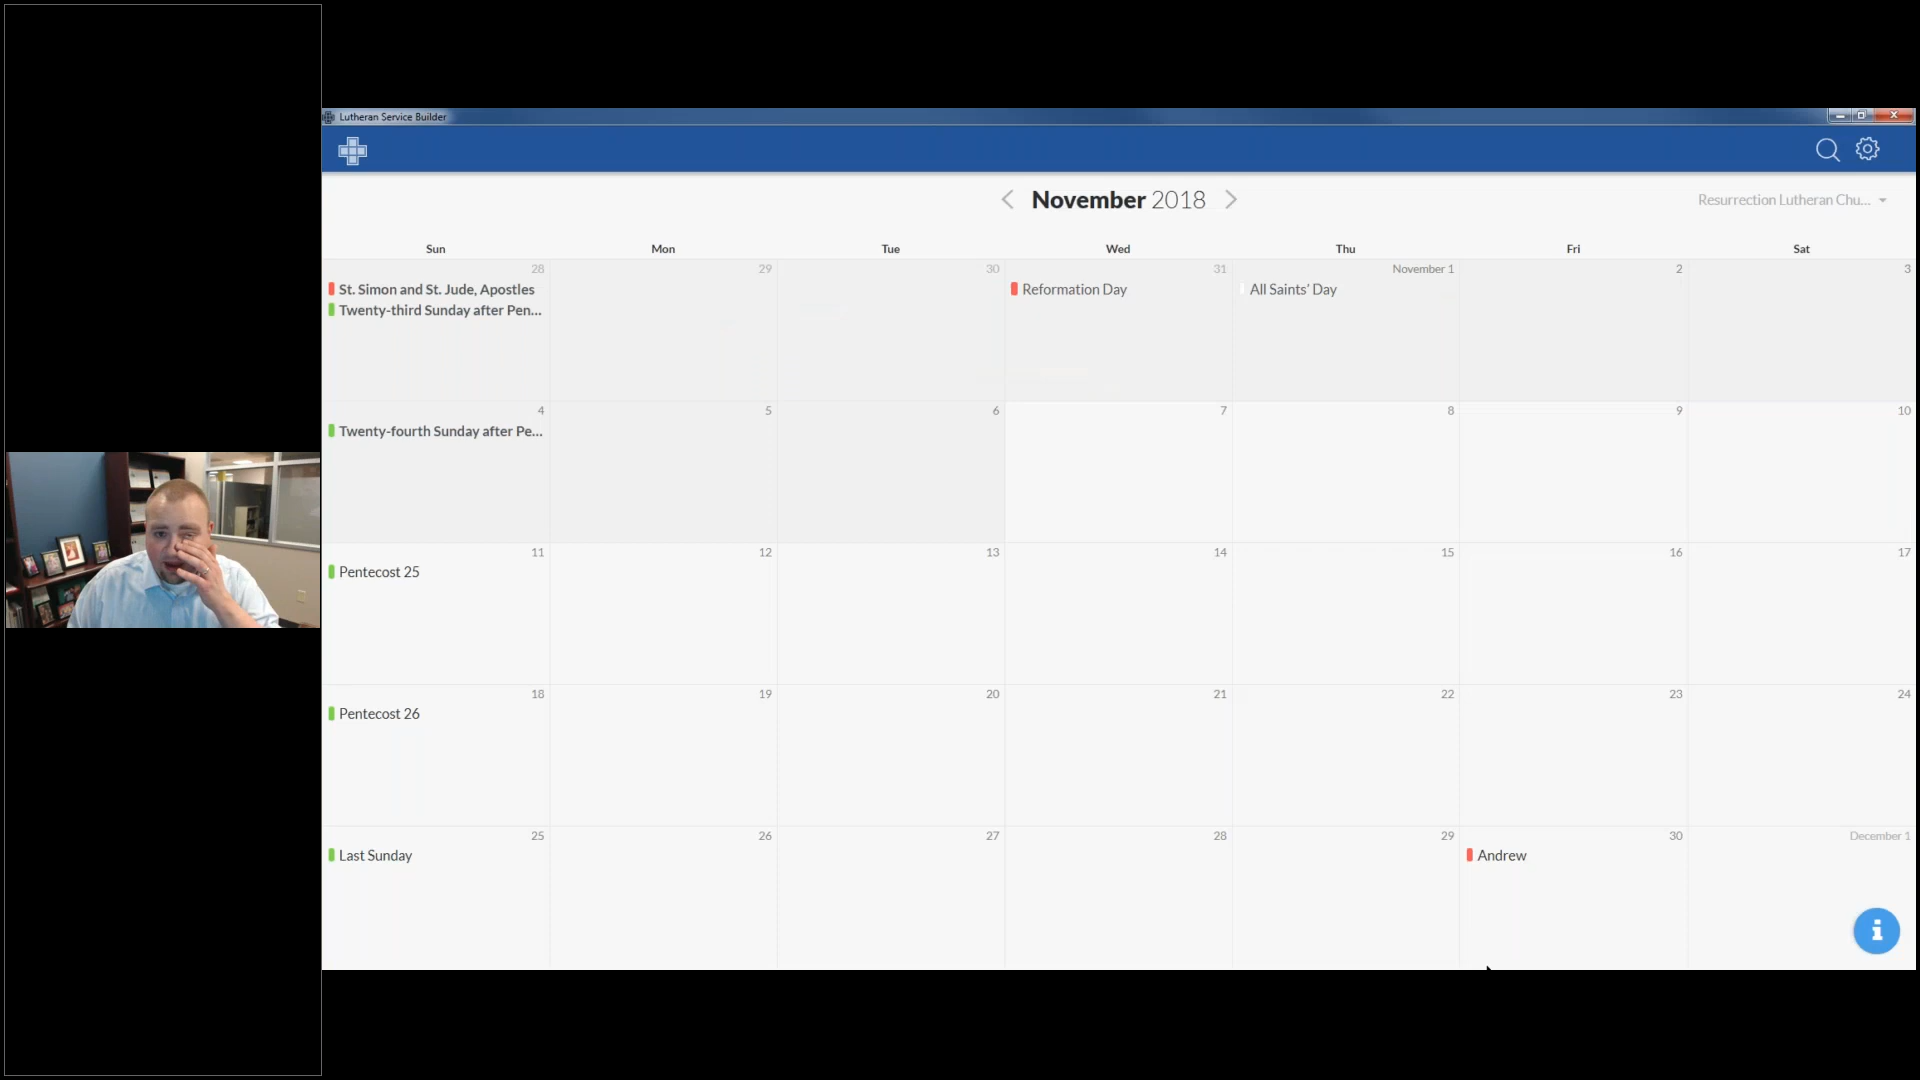 Lutheran Service Builder
November 2018
Resurrection Lutheran Chu...
Sun Mon Tue Wed Thu Fri Sat
28 29 30 31 November 1 2 3
St. Simon and St. Jude, Apostles Reformation Day All Saints' Day
Twenty-third Sunday after Pen...
4 5 6 7 8 9 10
Twenty-fourth Sunday after Pe...
11 12 13 14 15 16 17
Pentecost 25
18 19 20 21 22 23 24
Pentecost 26
25 26 27 28 29 30 December 1
Last Sunday Andrew